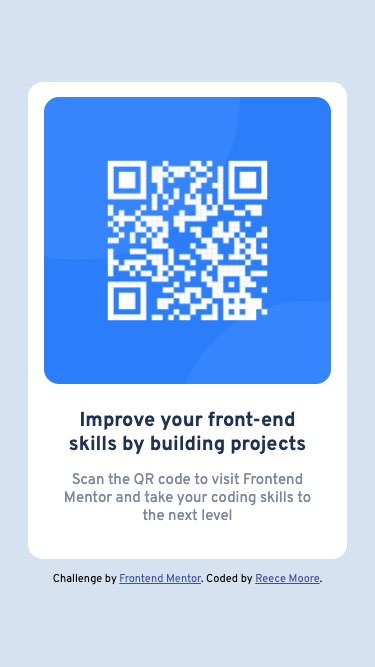 Improve your front-end
skills by building projects
Scan the QR code to visit Frontend
Mentor and take your coding skills to
the next level
Challenge by Frontend Mentor. Coded by Reece Moore.